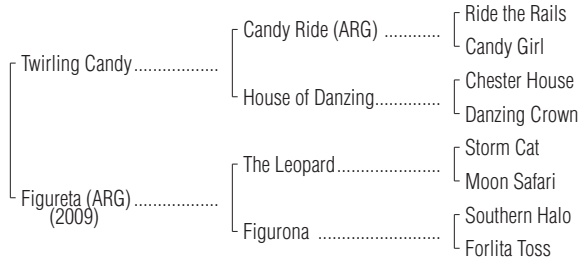 Ride the Rails
Candy Ride (ARG) ............
Candy Girl
Twirling Candy..................
Chester House
House of Danzing..............
Danzing Crown
Storm Cat
The Leopard......................
Moon Safari
Figureta (ARG) ..................
(2009)
Southern Halo
Figurona ..........................
Forlita Toss